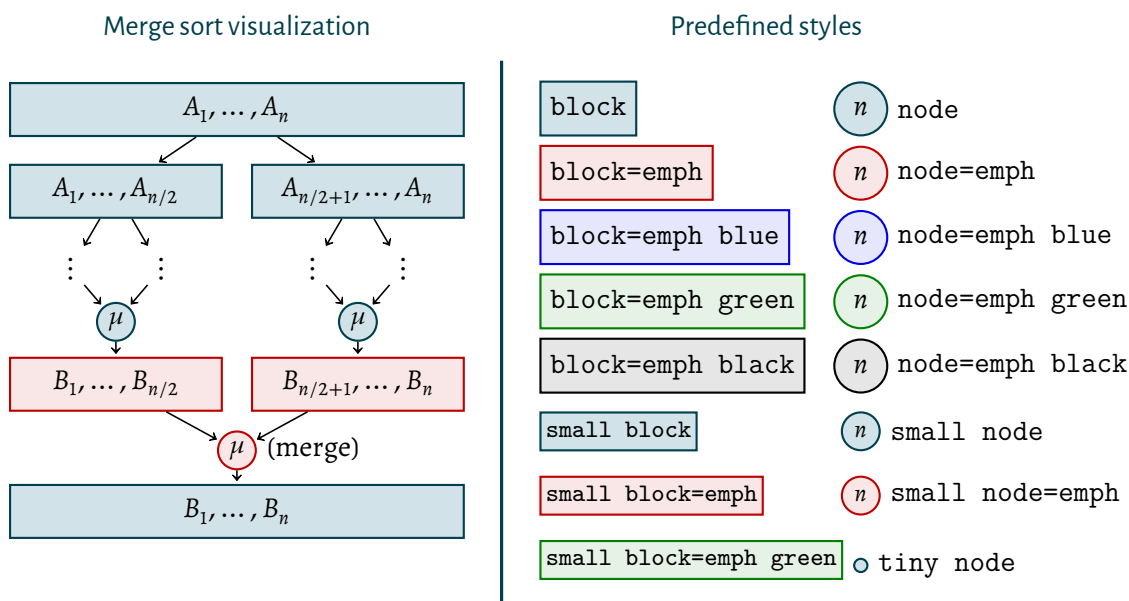 Merge sort visualization
A₁, … , Aₙ
A₁, … , Aₙ/₂
Aₙ/₂₊₁, … , Aₙ
⋮ ⋮ ⋮ ⋮
μ
μ
B₁, … , Bₙ/₂
Bₙ/₂₊₁, … , Bₙ
μ (merge)
B₁, … , Bₙ
Predefined styles
block
n node
block=emph
n node=emph
block=emph blue
n node=emph blue
block=emph green
n node=emph green
block=emph black
n node=emph black
small block
n small node
small block=emph
n small node=emph
small block=emph green
tiny node